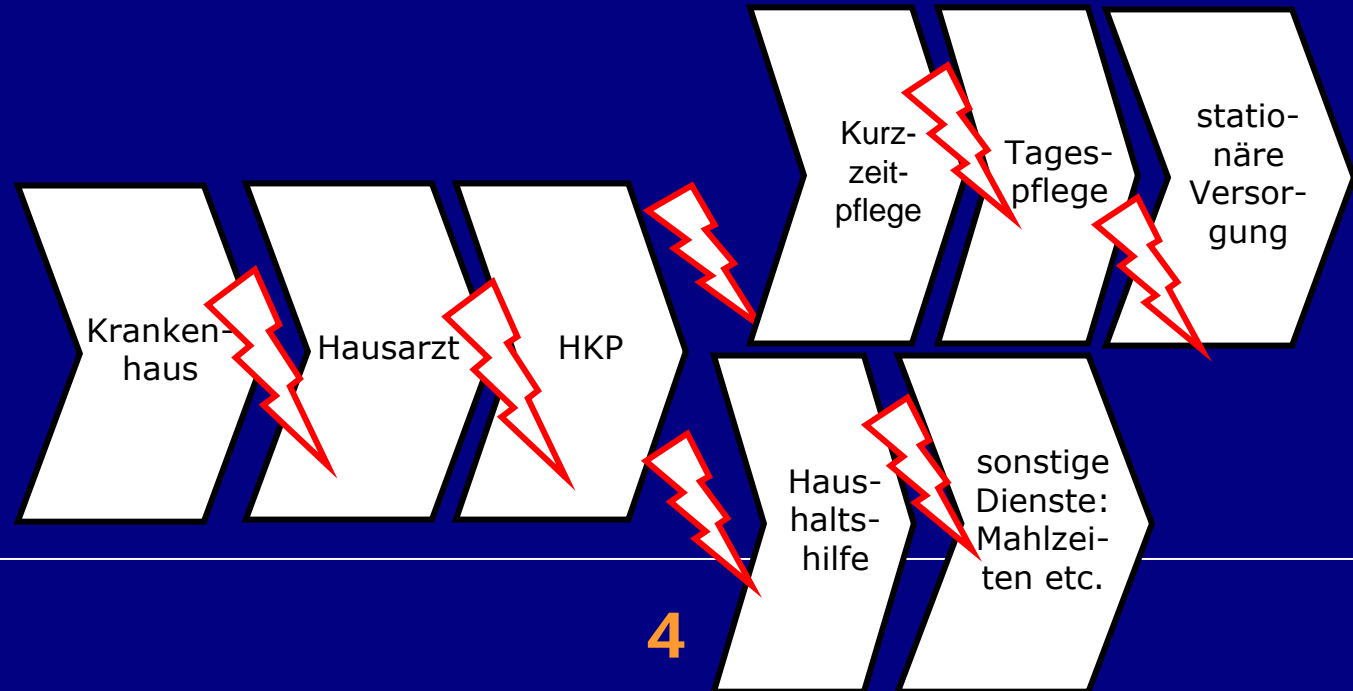 Kranken-
haus
Hausarzt
HKP
Kurz-
zeit-
pflege
Tages-
pflege
statio-
näre
Versor-
gung
Haus-
halts-
hilfe
sonstige
Dienste:
Mahlzei-
ten etc.
4